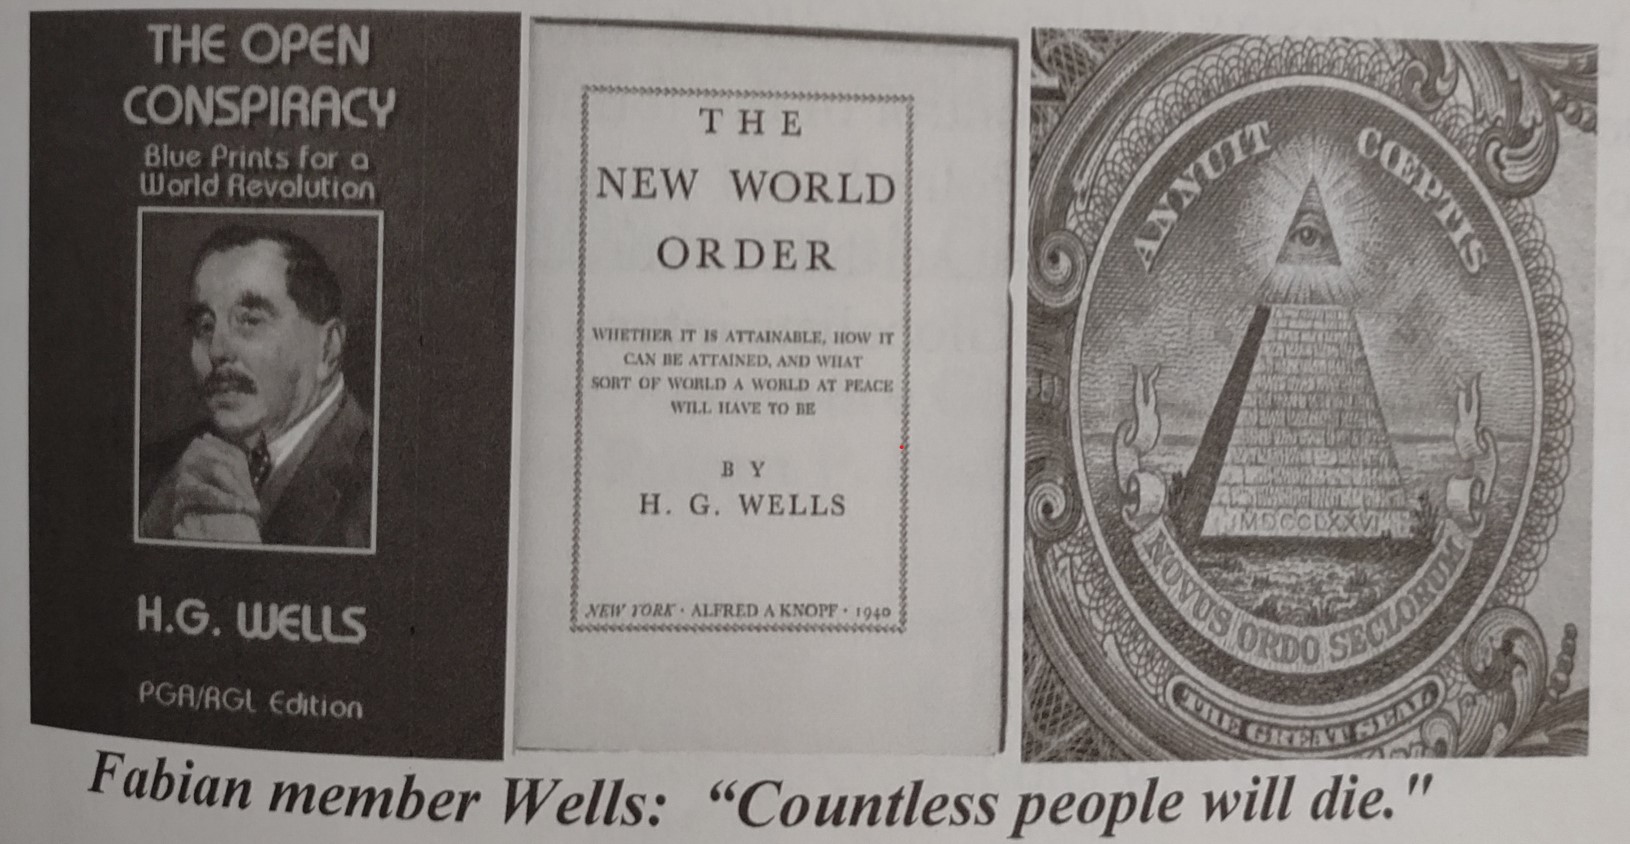 THE OPEN
CONSPIRACY
Blue Prints for a
World Revolution
H.G. WELLS
PGA/RGL Edition
THE
NEW WORLD
ORDER
WHETHER IT IS ATTAINABLE, HOW IT
CAN BE ATTAINED, AND WHAT
SORT OF WORLD A WORLD AT PEACE
WILL HAVE TO BE
BY
H. G. WELLS
NEW YORK · ALFRED A KNOPF · 1940
ANNUIT CŒPTIS
MDCCLXXVI
NOVUS ORDO SECLORUM
THE GREAT SEAL
Fabian member Wells: “Countless people will die."